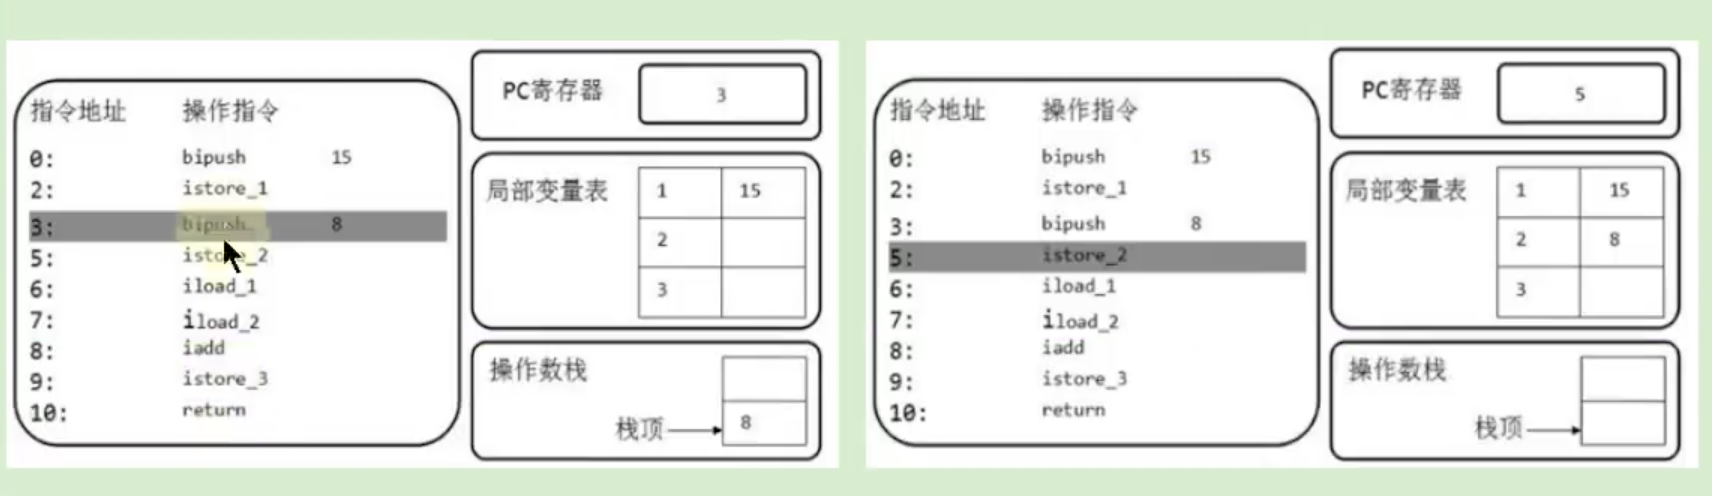 指令地址 操作指令
0: bipush 15
2: istore_1
3: bipush 8
5: istore_2
6: iload_1
7: iload_2
8: iadd
9: istore_3
10: return
PC寄存器 3
局部变量表 1 15
2
3
操作数栈
栈顶 8
指令地址 操作指令
0: bipush 15
2: istore_1
3: bipush 8
5: istore_2
6: iload_1
7: iload_2
8: iadd
9: istore_3
10: return
PC寄存器 5
局部变量表 1 15
2 8
3
操作数栈
栈顶